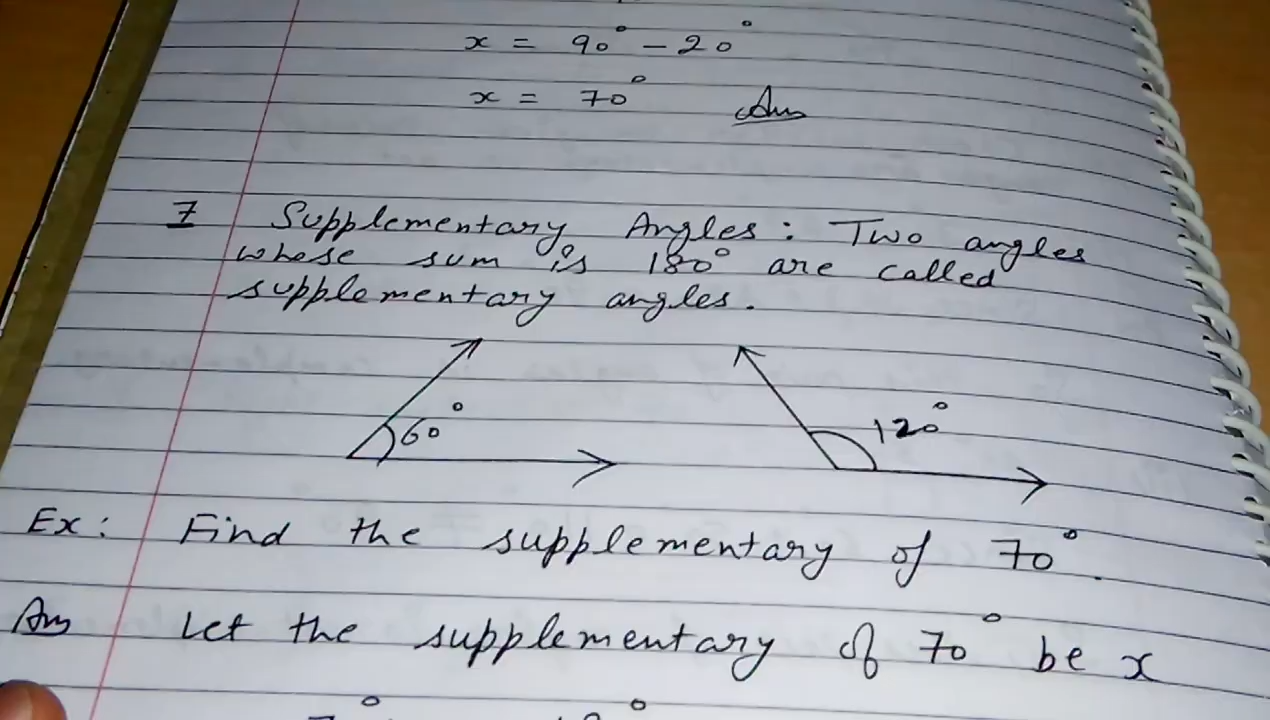 x = 90° - 20°
x = 70° Ans
7 Supplementary Angles: Two angles
whose sum is 180° are called
supplementary angles.
60° 120°
Ex: Find the supplementary of 70°.
Ans Let the supplementary of 70° be x